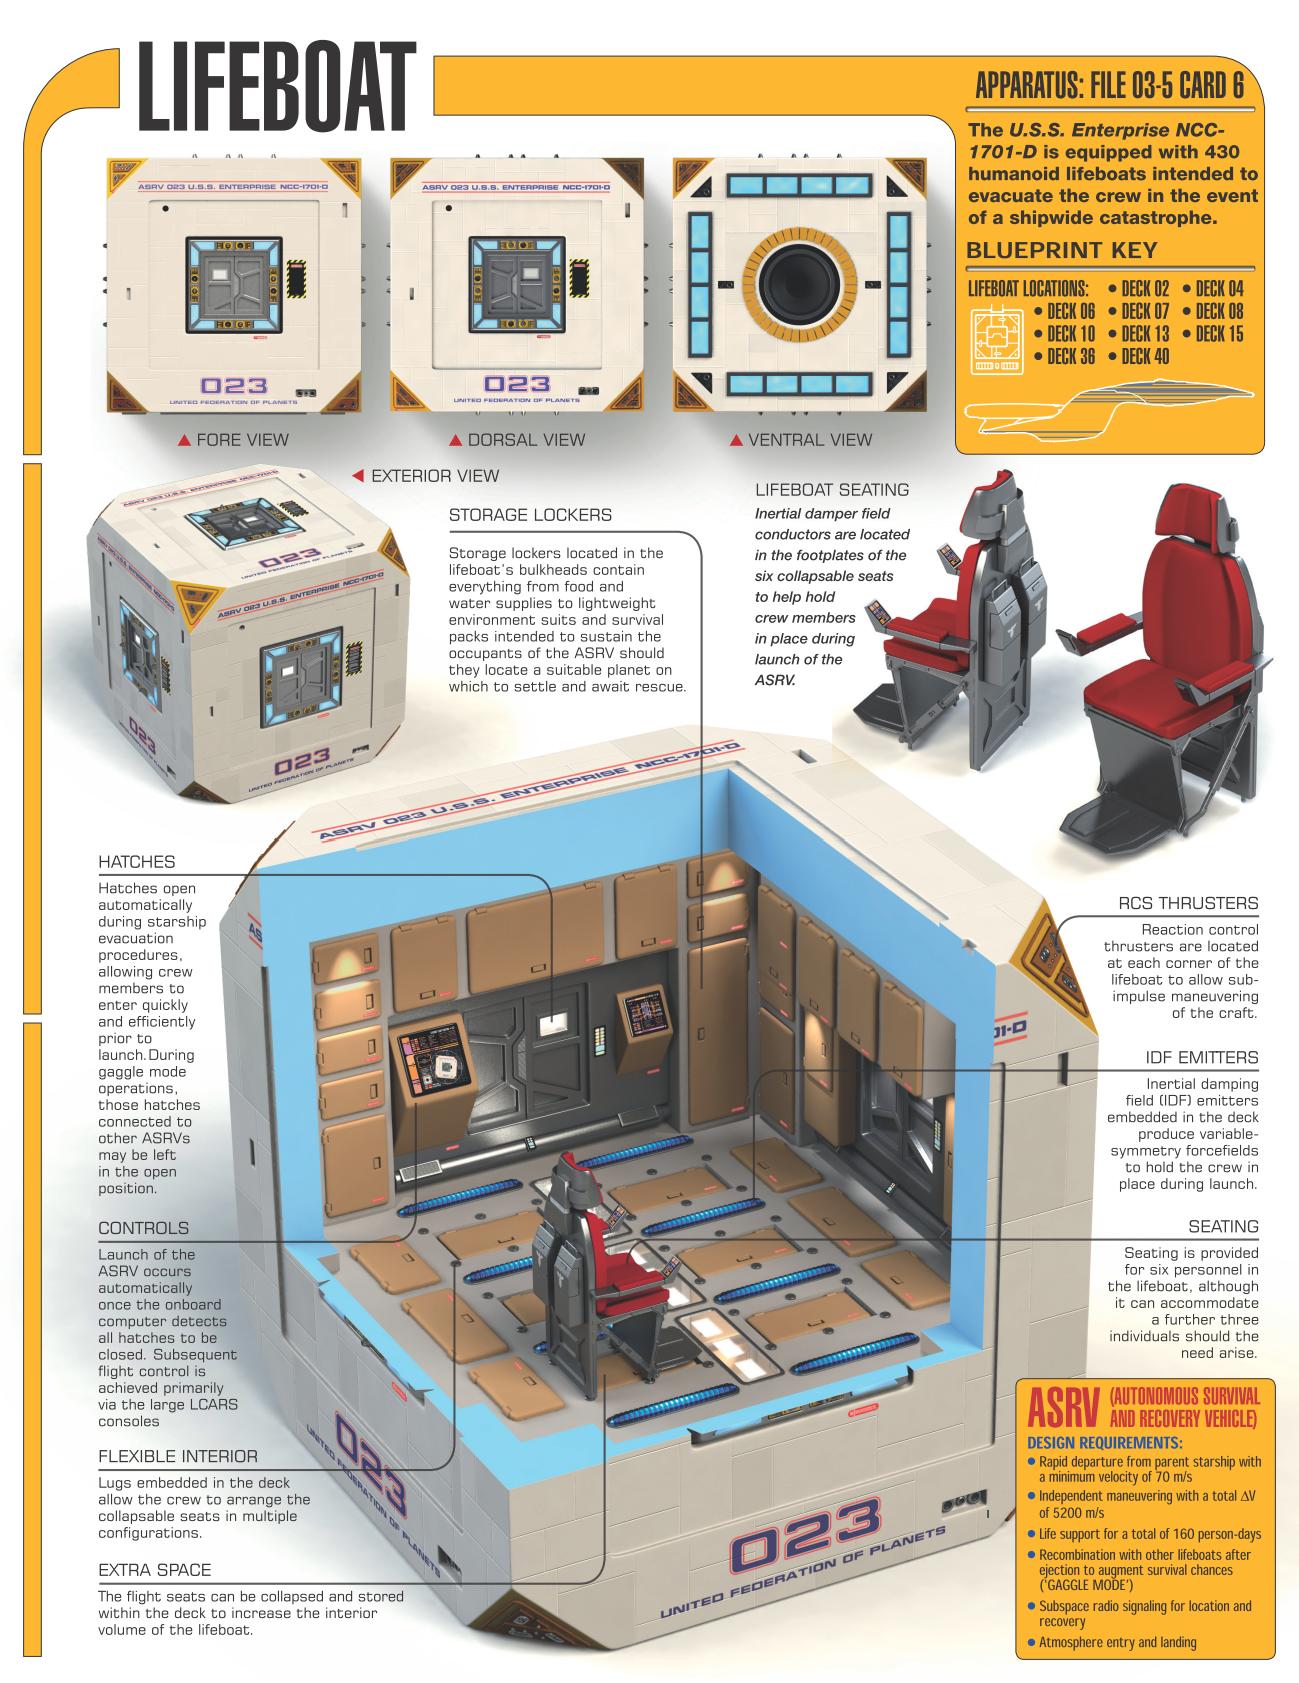 LIFEBOAT
APPARATUS: FILE 03-5 CARD 6
The U.S.S. Enterprise NCC-
1701-D is equipped with 430
humanoid lifeboats intended to
evacuate the crew in the event
of a shipwide catastrophe.
BLUEPRINT KEY
LIFEBOAT LOCATIONS: • DECK 02 • DECK 04
• DECK 06 • DECK 07 • DECK 08
• DECK 10 • DECK 13 • DECK 15
• DECK 36 • DECK 40
ASRV 023 U.S.S. ENTERPRISE NCC-1701-D
023
UNITED FEDERATION OF PLANETS
ASRV 023 U.S.S. ENTERPRISE NCC-1701-D
023
UNITED FEDERATION OF PLANETS
▲ FORE VIEW
▲ DORSAL VIEW
▲ VENTRAL VIEW
◀ EXTERIOR VIEW
ASRV 023 U.S.S. ENTERPRISE NCC-1701-D
023
UNITED FEDERATION OF PLANETS
ASRV 023 U.S.S. ENTERPRISE NCC-1701-D
023
UNITED FEDERATION OF PLANETS
023
UNITED FEDERATION OF PLANETS
STORAGE LOCKERS
Storage lockers located in the
lifeboat's bulkheads contain
everything from food and
water supplies to lightweight
environment suits and survival
packs intended to sustain the
occupants of the ASRV should
they locate a suitable planet on
which to settle and await rescue.
LIFEBOAT SEATING
Inertial damper field
conductors are located
in the footplates of the
six collapsable seats
to help hold
crew members
in place during
launch of the
ASRV.
ASRV 023 U.S.S. ENTERPRISE NCC-1701-D
HATCHES
Hatches open
automatically
during starship
evacuation
procedures,
allowing crew
members to
enter quickly
and efficiently
prior to
launch.During
gaggle mode
operations,
those hatches
connected to
other ASRVs
may be left
in the open
position.
AS
01-D
RCS THRUSTERS
Reaction control
thrusters are located
at each corner of the
lifeboat to allow sub-
impulse maneuvering
of the craft.
IDF EMITTERS
Inertial damping
field (IDF) emitters
embedded in the deck
produce variable-
symmetry forcefields
to hold the crew in
place during launch.
CONTROLS
Launch of the
ASRV occurs
automatically
once the onboard
computer detects
all hatches to be
closed. Subsequent
flight control is
achieved primarily
via the large LCARS
consoles
SEATING
Seating is provided
for six personnel in
the lifeboat, although
it can accommodate
a further three
individuals should the
need arise.
FLEXIBLE INTERIOR
Lugs embedded in the deck
allow the crew to arrange the
collapsable seats in multiple
configurations.
EXTRA SPACE
The flight seats can be collapsed and stored
within the deck to increase the interior
volume of the lifeboat.
023
UNITED FEDERATION OF PLANETS
023
UNITED FEDERATION OF PLANETS
ASRV (AUTONOMOUS SURVIVAL
AND RECOVERY VEHICLE)
DESIGN REQUIREMENTS:
• Rapid departure from parent starship with
a minimum velocity of 70 m/s
• Independent maneuvering with a total ΔV
of 5200 m/s
• Life support for a total of 160 person-days
• Recombination with other lifeboats after
ejection to augment survival chances
('GAGGLE MODE')
• Subspace radio signaling for location and
recovery
• Atmosphere entry and landing